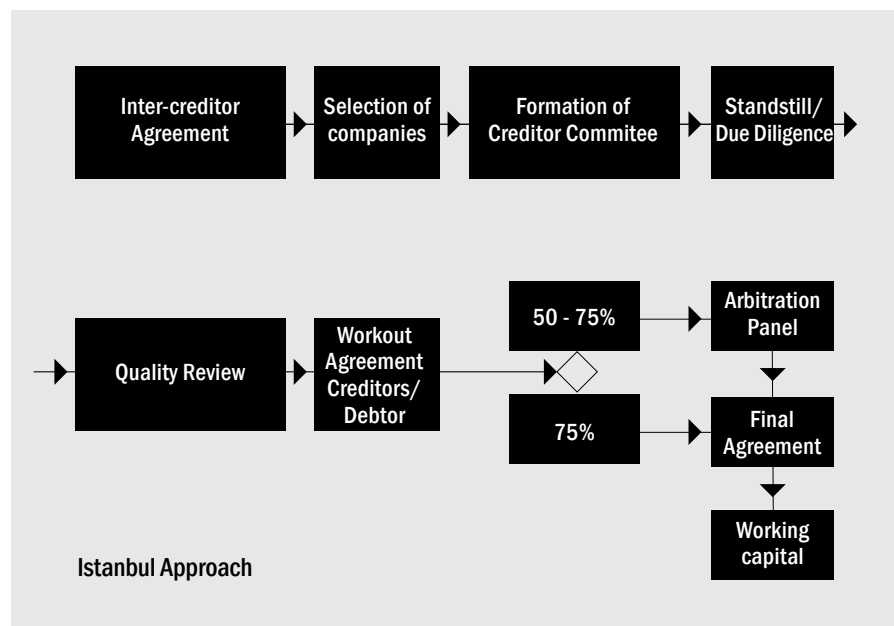 Inter-creditor
Agreement
Selection of
companies
Formation of
Creditor Commitee
Standstill/
Due Diligence
Quality Review
Workout
Agreement
Creditors/
Debtor
50 - 75%
Arbitration
Panel
75%
Final
Agreement
Working
capital
Istanbul Approach